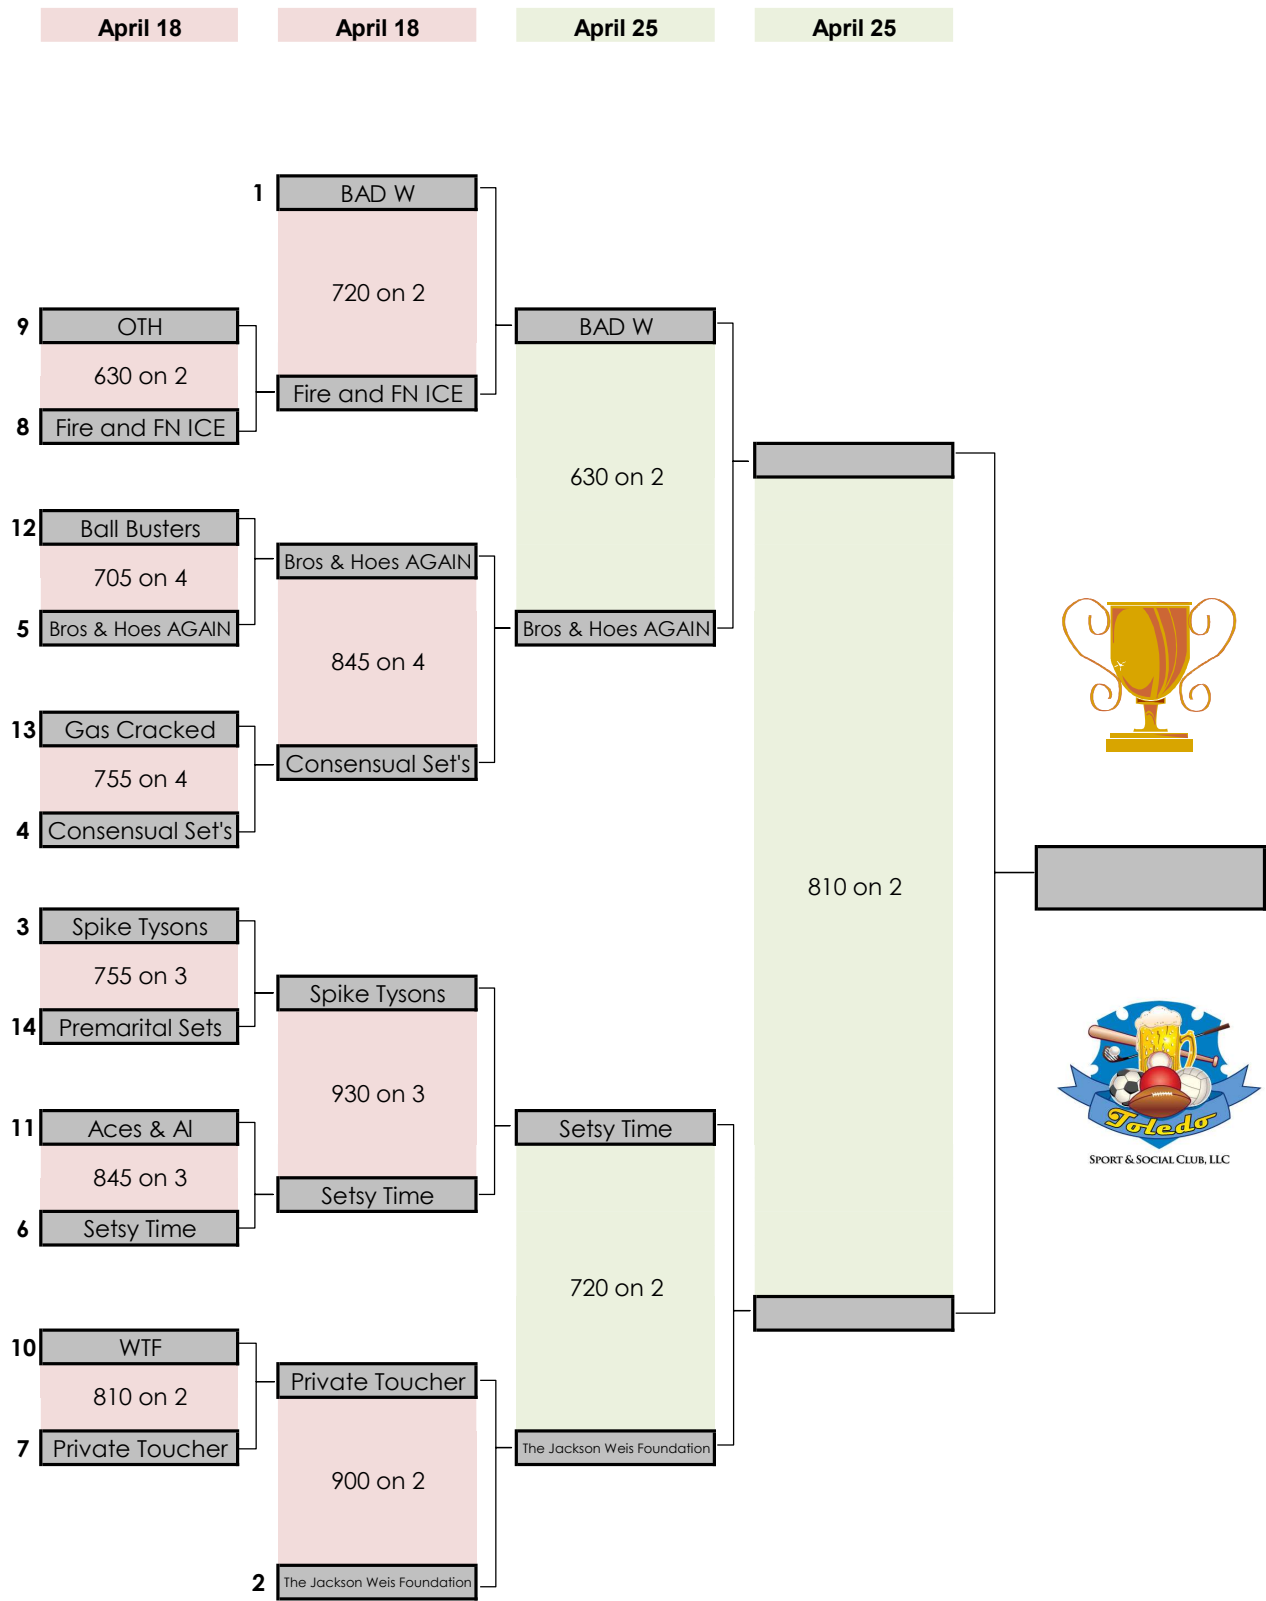 April 18
April 18
April 25
April 25
1
BAD W
720 on 2
9
OTH
BAD W
630 on 2
Fire and FN ICE
8
Fire and FN ICE
630 on 2
12
Ball Busters
Bros & Hoes AGAIN
705 on 4
5
Bros & Hoes AGAIN
Bros & Hoes AGAIN
845 on 4
13
Gas Cracked
Consensual Set's
755 on 4
4
Consensual Set's
810 on 2
3
Spike Tysons
755 on 3
Spike Tysons
14
Premarital Sets
930 on 3
11
Aces & Al
Setsy Time
845 on 3
Setsy Time
6
Setsy Time
Toledo
SPORT & SOCIAL CLUB, LLC
720 on 2
10
WTF
Private Toucher
810 on 2
7
Private Toucher
The Jackson Weis Foundation
900 on 2
2
The Jackson Weis Foundation